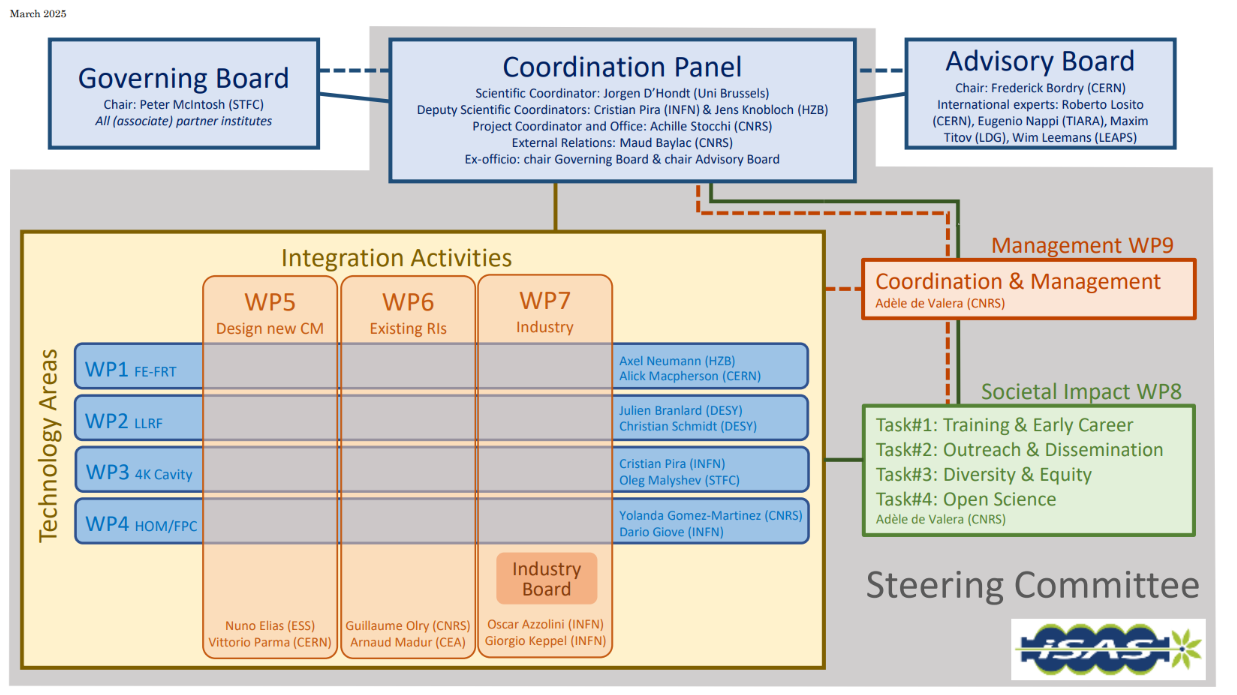 March 2025
Governing Board
Chair: Peter McIntosh (STFC)
All (associate) partner institutes
Coordination Panel
Scientific Coordinator: Jorgen D’Hondt (Uni Brussels)
Deputy Scientific Coordinators: Cristian Pira (INFN) & Jens Knobloch (HZB)
Project Coordinator and Office: Achille Stocchi (CNRS)
External Relations: Maud Baylac (CNRS)
Ex-officio: chair Governing Board & chair Advisory Board
Advisory Board
Chair: Frederick Bordry (CERN)
International experts: Roberto Losito
(CERN), Eugenio Nappi (TIARA), Maxim
Titov (LDG), Wim Leemans (LEAPS)
Integration Activities
WP5
Design new CM
WP6
Existing RIs
WP7
Industry
Technology Areas
WP1 FE-FRT
Axel Neumann (HZB)
Alick Macpherson (CERN)
WP2 LLRF
Julien Branlard (DESY)
Christian Schmidt (DESY)
WP3 4K Cavity
Cristian Pira (INFN)
Oleg Malyshev (STFC)
WP4 HOM/FPC
Yolanda Gomez-Martinez (CNRS)
Dario Giove (INFN)
Industry
Board
Nuno Elias (ESS)
Vittorio Parma (CERN)
Guillaume Olry (CNRS)
Arnaud Madur (CEA)
Oscar Azzolini (INFN)
Giorgio Keppel (INFN)
Management WP9
Coordination & Management
Adèle de Valera (CNRS)
Societal Impact WP8
Task#1: Training & Early Career
Task#2: Outreach & Dissemination
Task#3: Diversity & Equity
Task#4: Open Science
Adèle de Valera (CNRS)
Steering Committee
iSAS